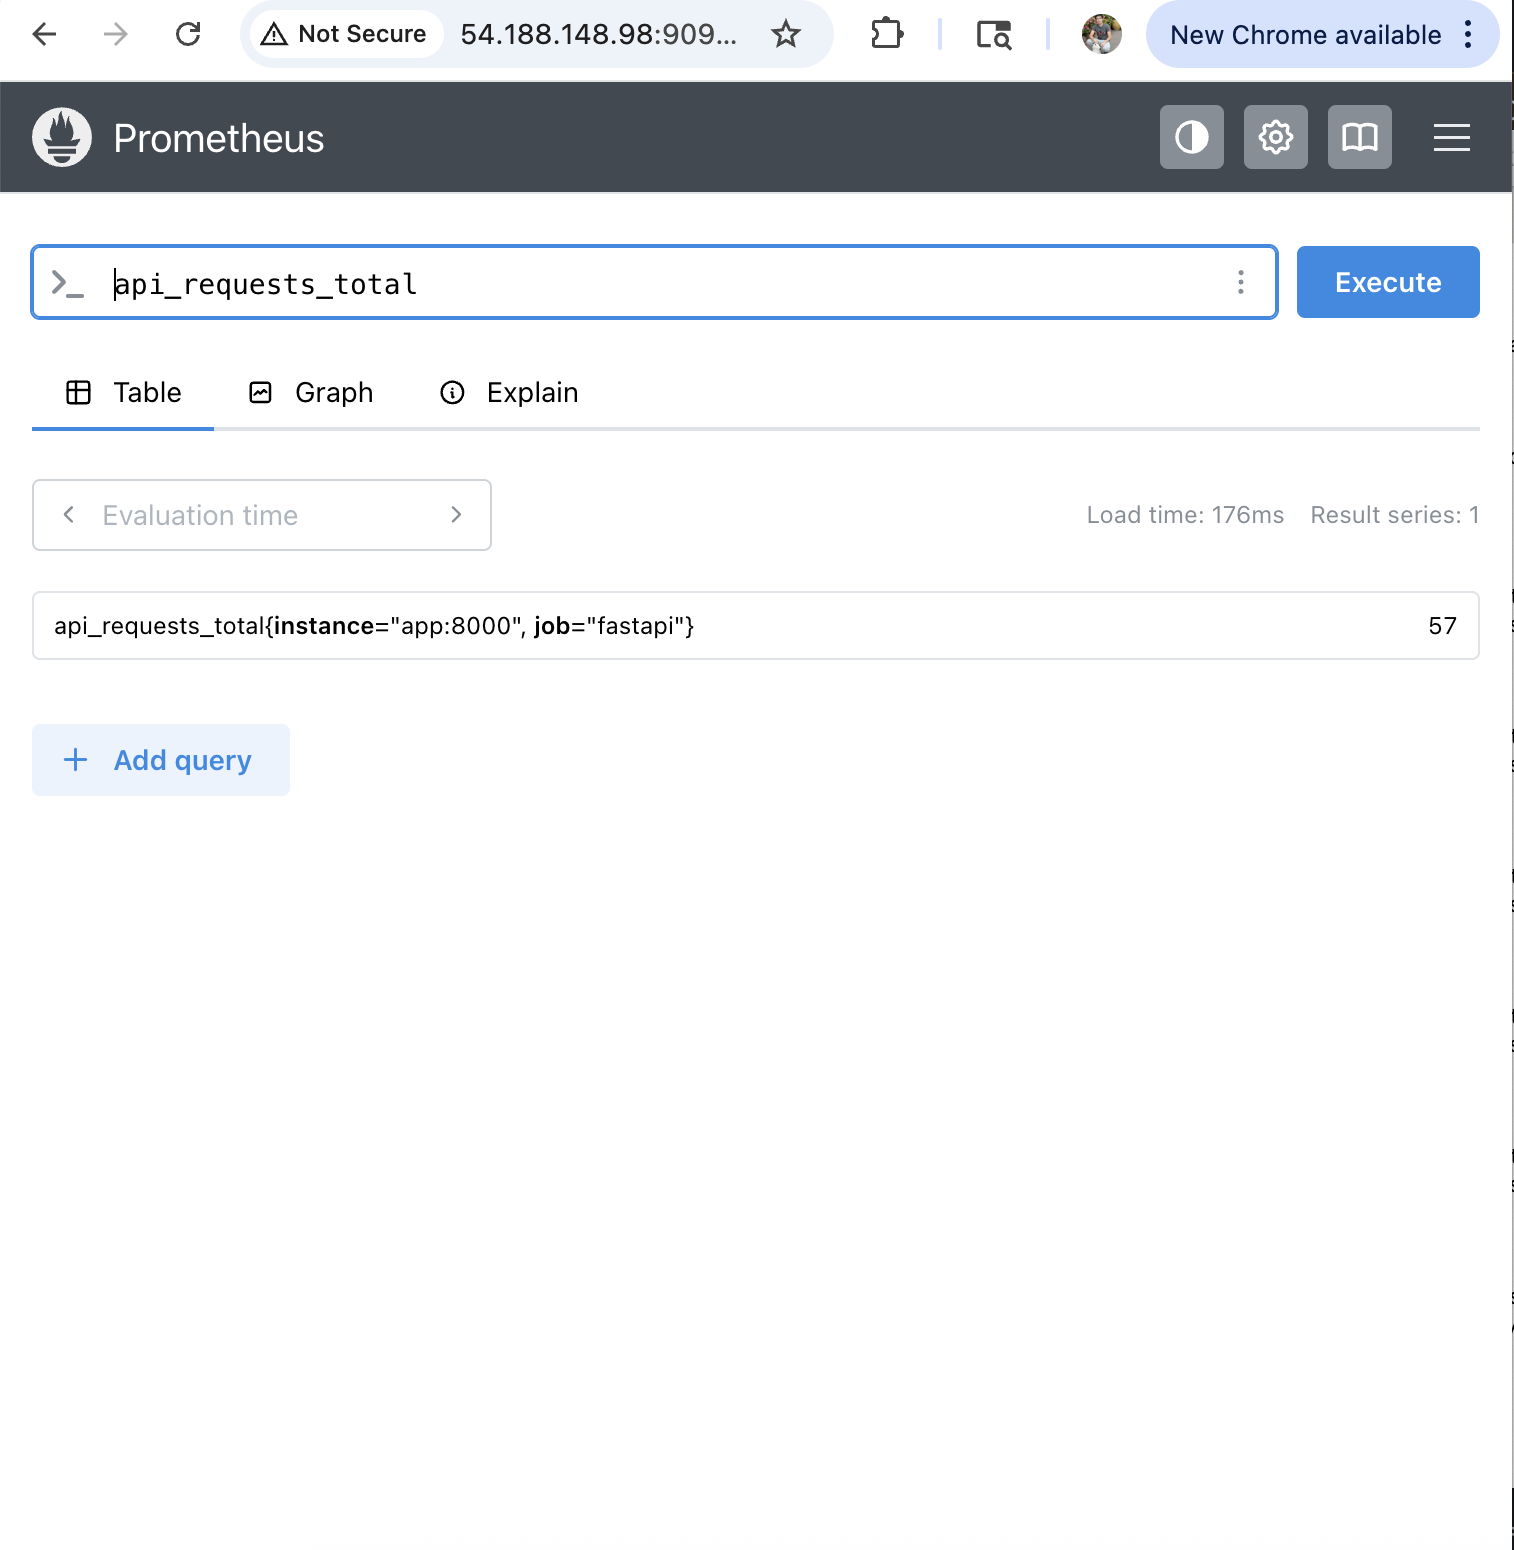 Not Secure 54.188.148.98:909... New Chrome available
Prometheus
api_requests_total
Execute
Table Graph Explain
Evaluation time
Load time: 176ms Result series: 1
api_requests_total{instance="app:8000", job="fastapi"} 57
Add query